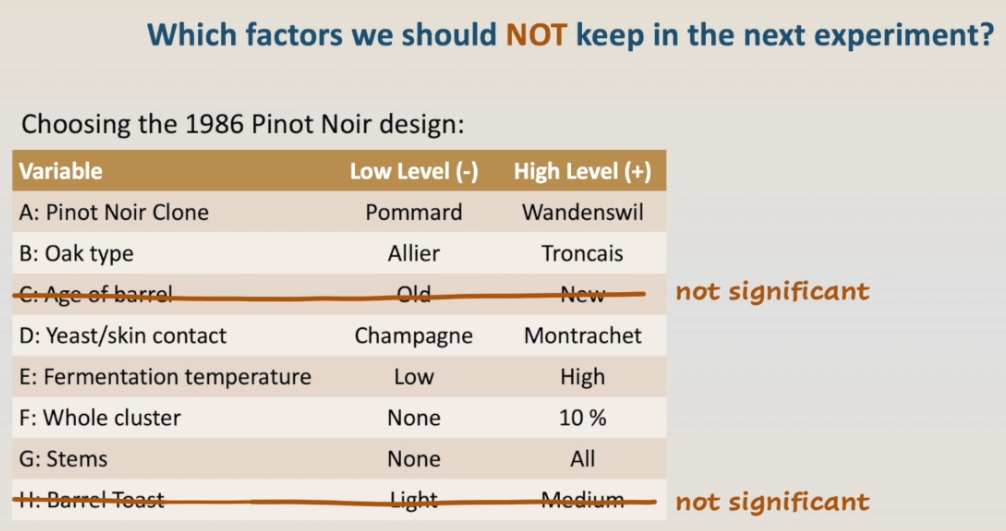 Which factors we should NOT keep in the next experiment?
Choosing the 1986 Pinot Noir design:
Variable Low Level (-) High Level (+)
A: Pinot Noir Clone Pommard Wandenswil
B: Oak type Allier Troncais
C: Age of barrel Old New not significant
D: Yeast/skin contact Champagne Montrachet
E: Fermentation temperature Low High
F: Whole cluster None 10 %
G: Stems None All
H: Barrel Toast Light Medium not significant